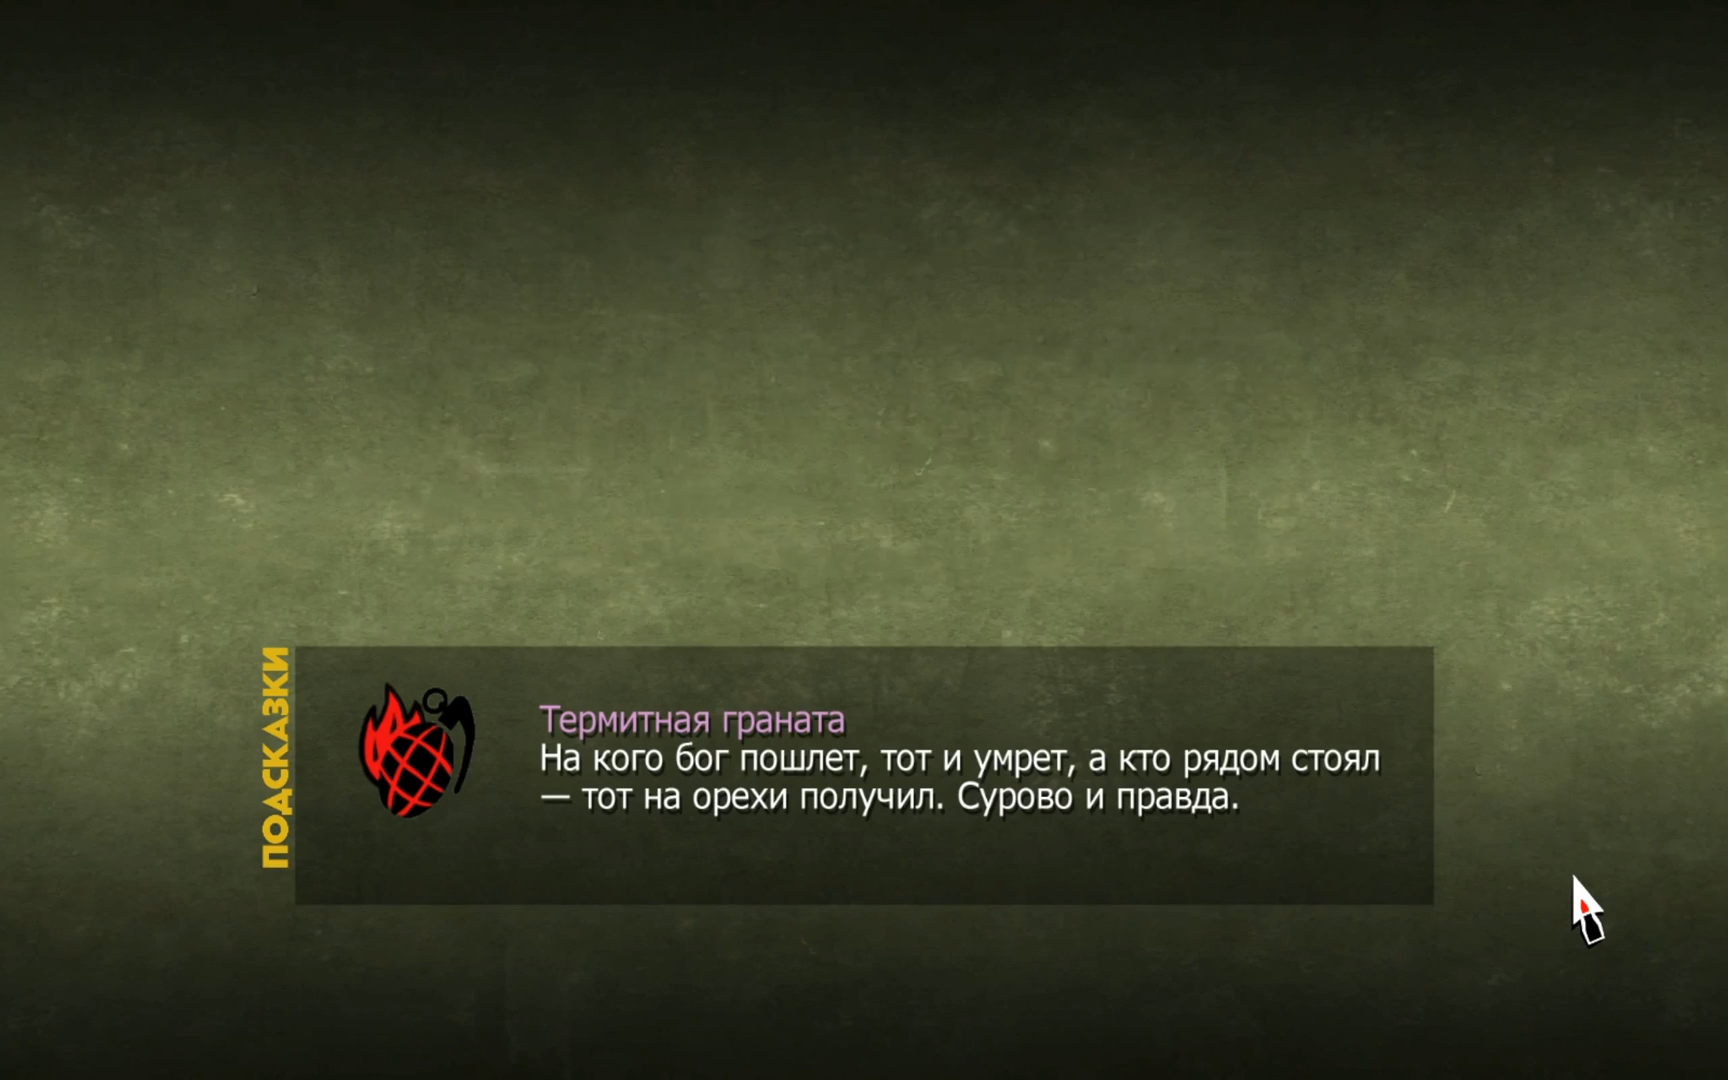 ПОДСКАЗКИ
Термитная граната
На кого бог пошлет, тот и умрет, а кто рядом стоял
— тот на орехи получил. Сурово и правда.